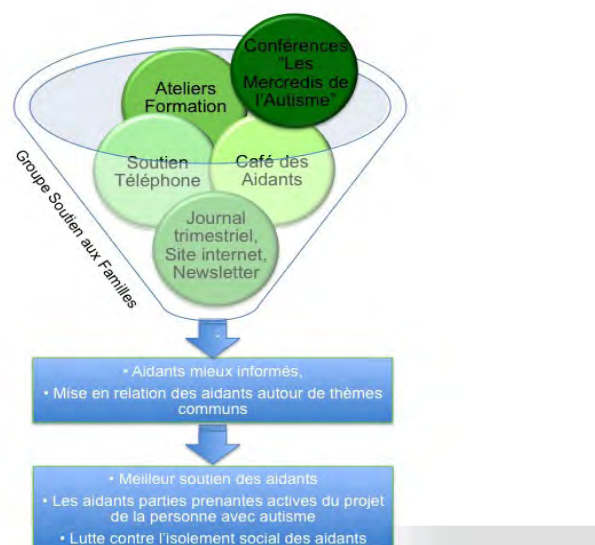 Conférences
"Les
Mercredis de
l'Autisme"
Ateliers
Formation
Soutien
Téléphone
Café des
Aidants
Journal
trimestriel,
Site internet,
Newsletter
Groupe Soutien aux Familles
• Aidants mieux informés,
• Mise en relation des aidants autour de thèmes
communs
• Meilleur soutien des aidants
• Les aidants parties prenantes actives du projet
de la personne avec autisme
• Lutte contre l'isolement social des aidants